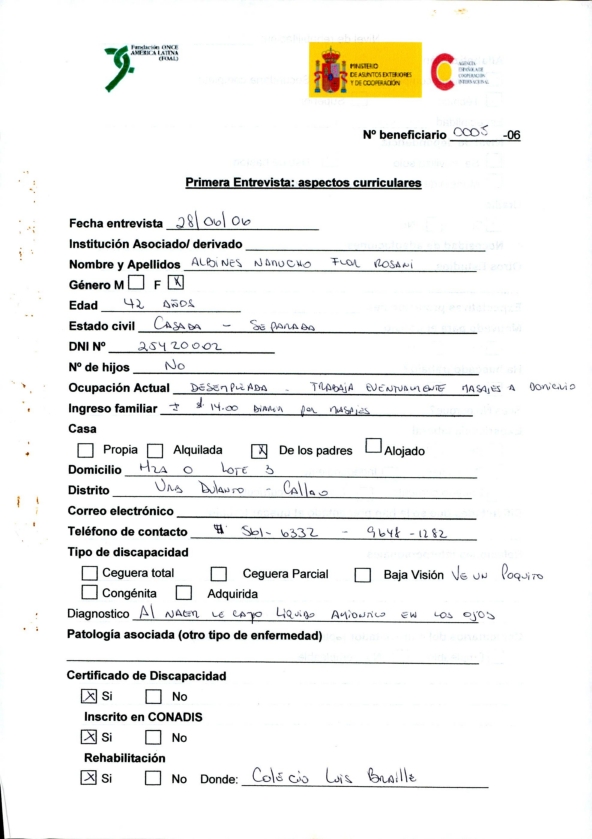 Fundación ONCE
AMÉRICA LATINA
(FOAL)
MINISTERIO
DE ASUNTOS EXTERIORES
Y DE COOPERACIÓN
AGENCIA
ESPAÑOLA DE
COOPERACIÓN
INTERNACIONAL
Nº beneficiario 0005 -06
Primera Entrevista: aspectos curriculares
Fecha entrevista 28/06/06
Institución Asociado/ derivado
Nombre y Apellidos ALBINES ÑAÑUCHO FLOR ROSANI
Género M F X
Edad 42 AÑOS
Estado civil CASADA - SEPARADA
DNI Nº 25420002
Nº de hijos No
Ocupación Actual DESEMPLEADA - TRABAJA EVENTUALMENTE MASAJES A DOMICILIO
Ingreso familiar ± $ 14.00 DIARIA POR MASAJES
Casa
Propia Alquilada X De los padres Alojado
Domicilio MZA O LOTE 3
Distrito URB DULANTO - CALLAO
Correo electrónico
Teléfono de contacto # 561-6332 - 9648-1282
Tipo de discapacidad
Ceguera total Ceguera Parcial Baja Visión VE UN POQUITO
Congénita Adquirida
Diagnostico AL NACER LE CAYO LIQUIDO AMIONTICO EN LOS OJOS
Patología asociada (otro tipo de enfermedad)
Certificado de Discapacidad
X Si No
Inscrito en CONADIS
X Si No
Rehabilitación
X Si No Donde: Colegio Luis Braille